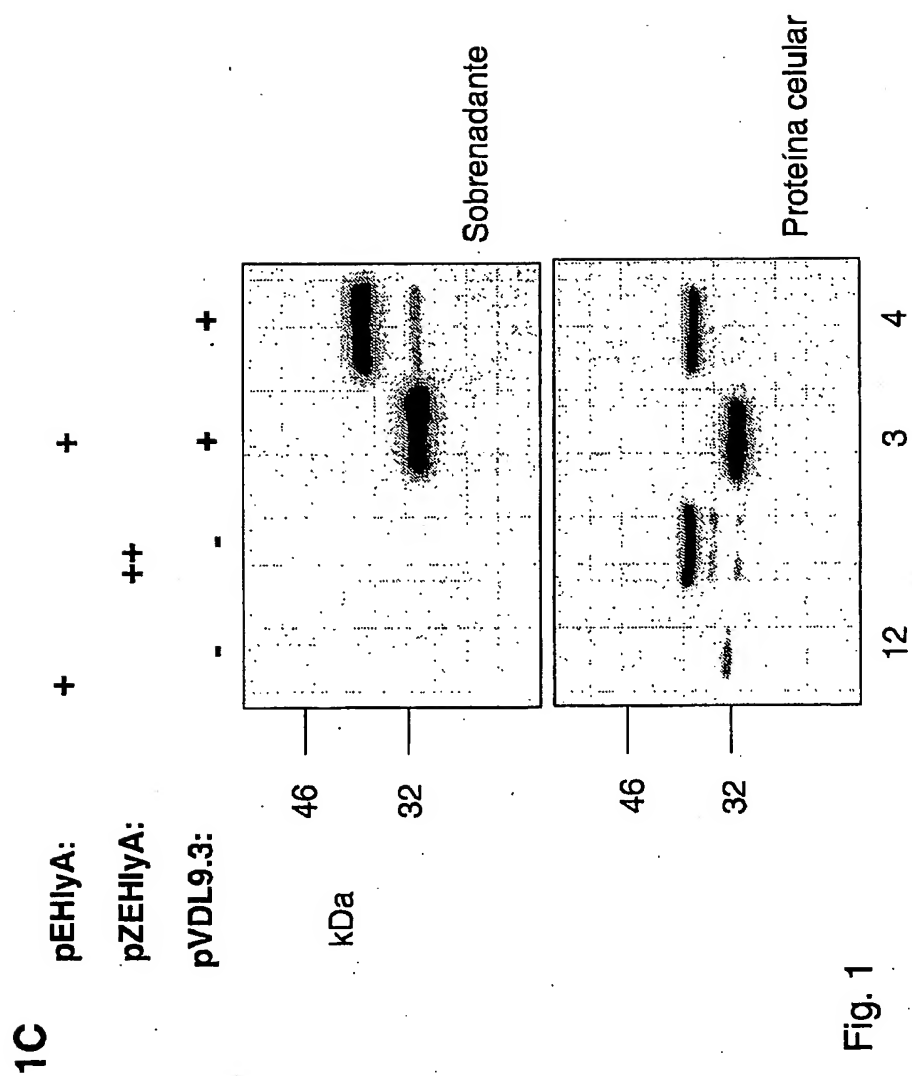 1C
pEHlyA: + +
pZEHlyA: ++
pVDL9.3: - - + +
kDa
46
32
Sobrenadante
46
32
Proteína celular
12 3 4
Fig. 1